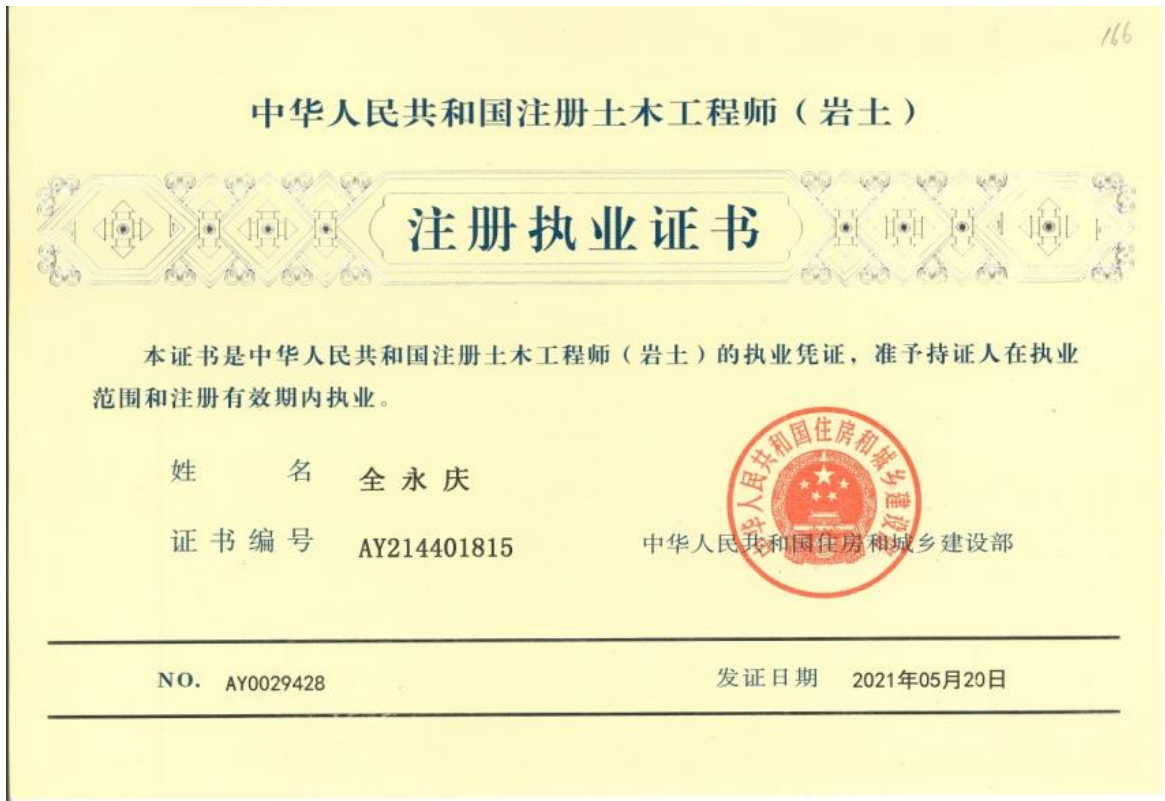 166
中华人民共和国注册土木工程师（岩土）
注册执业证书
本证书是中华人民共和国注册土木工程师（岩土）的执业凭证，准予持证人在执业
范围和注册有效期内执业。
姓 名 全永庆
证书编号 AY214401815
中华人民共和国住房和城乡建设部
中华人民共和国住房和城乡建设部
NO. AY0029428
发证日期 2021年05月20日